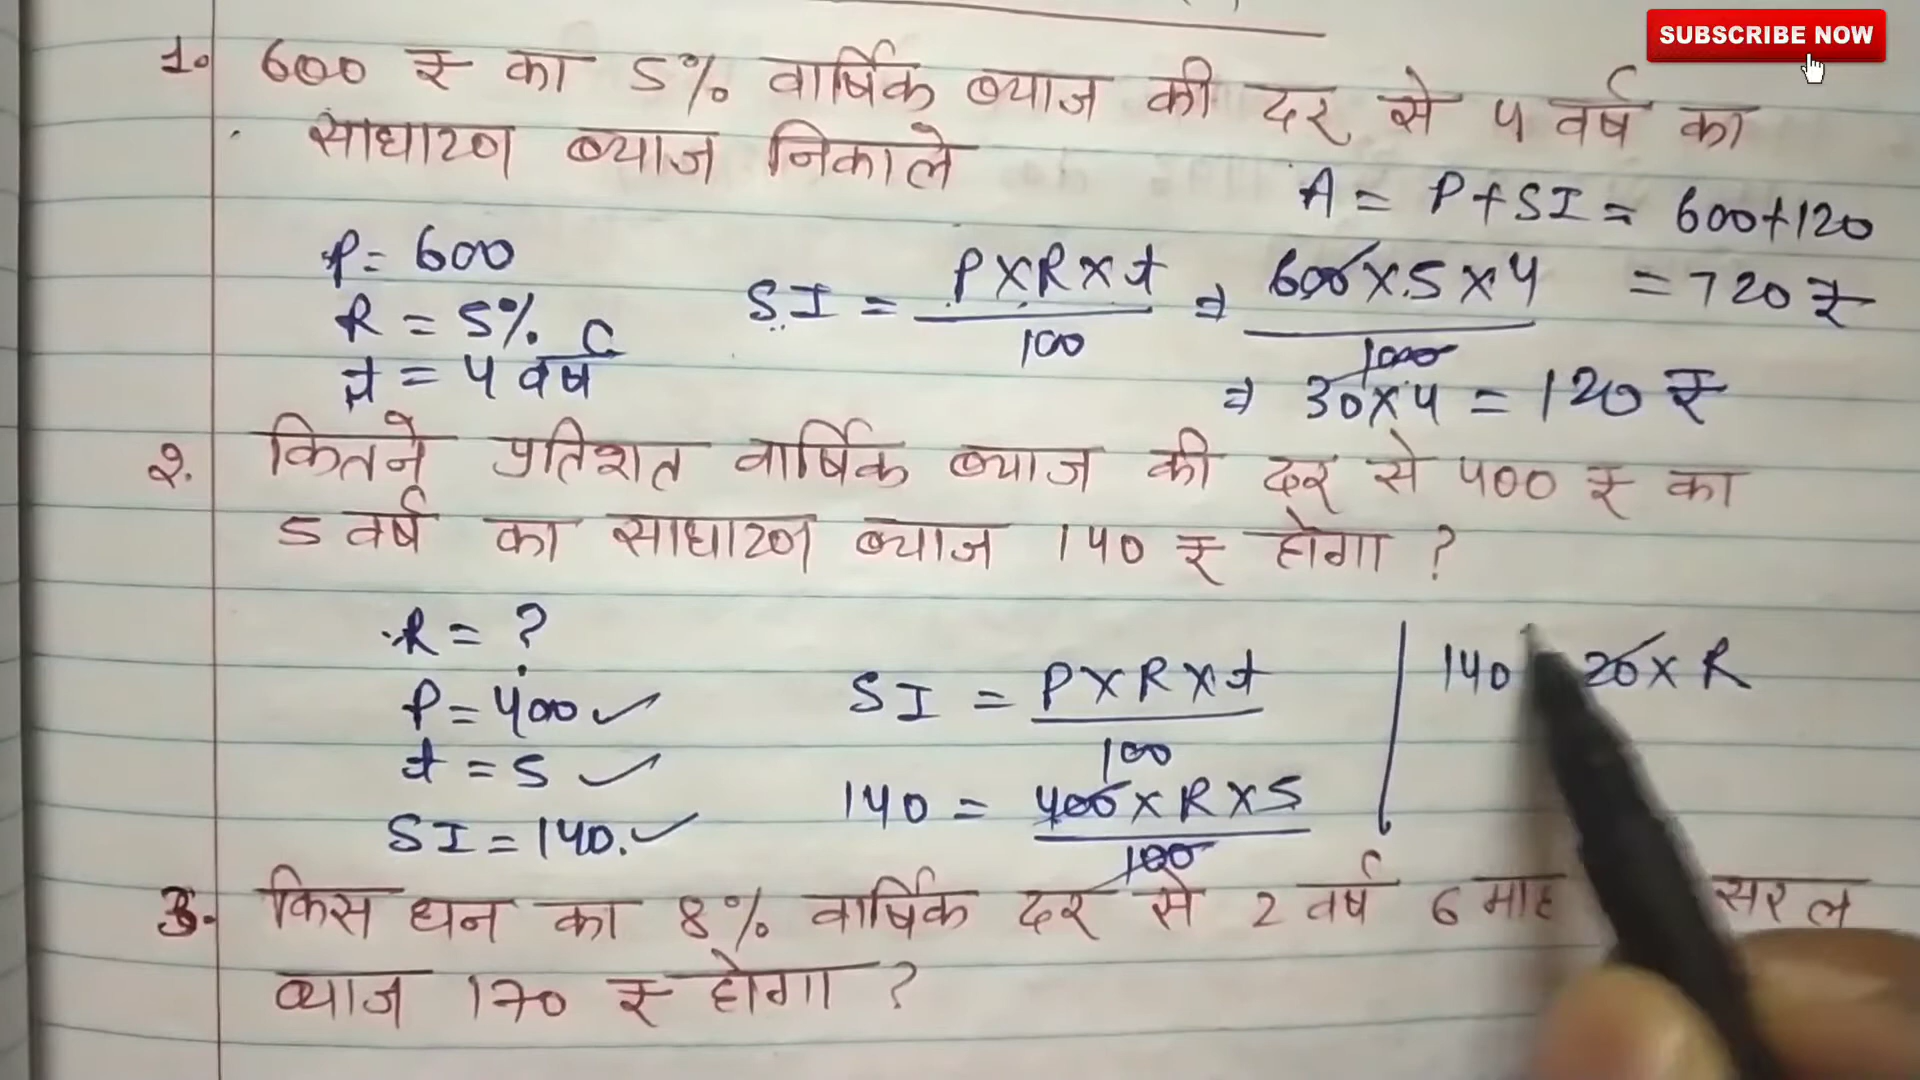 SUBSCRIBE NOW
1. 600 ₹ का 5% वार्षिक ब्याज की दर से 4 वर्ष का
साधारण ब्याज निकाले
A = P+SI = 600+120
= 720 ₹
P= 600
R = 5%
t = 4 वर्ष
SI = P×R×t / 100 ⇒ 600×5×4 / 100
⇒ 30×4 = 120 ₹
2. कितने प्रतिशत वार्षिक ब्याज की दर से 400 ₹ का
5 वर्ष का साधारण ब्याज 140 ₹ होगा ?
R = ?
P = 400 ✓
t = 5 ✓
SI = 140. ✓
SI = P×R×t / 100
140 = 400×R×5 / 100
140 20×R
3. किस धन का 8% वार्षिक दर से 2 वर्ष 6 माह सरल
ब्याज 170 ₹ होगा ?